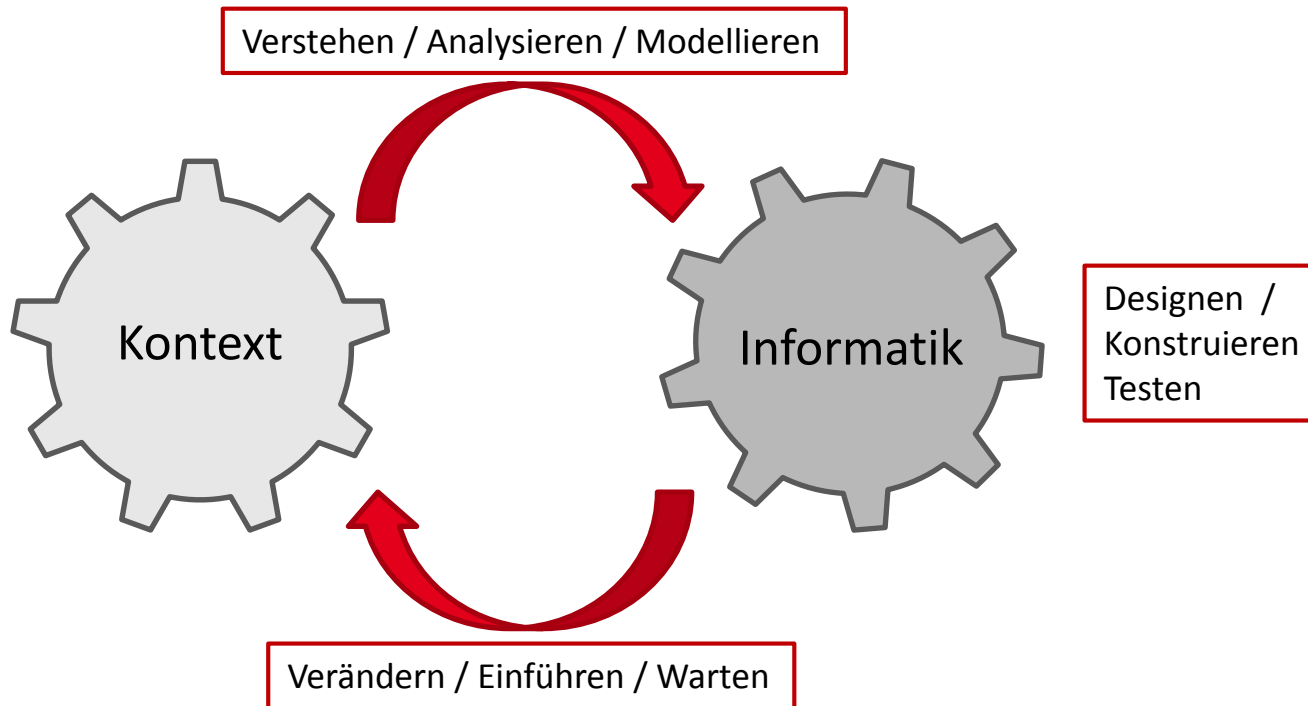 Verstehen / Analysieren / Modellieren
Kontext
Informatik
Designen /
Konstruieren
Testen
Verändern / Einführen / Warten